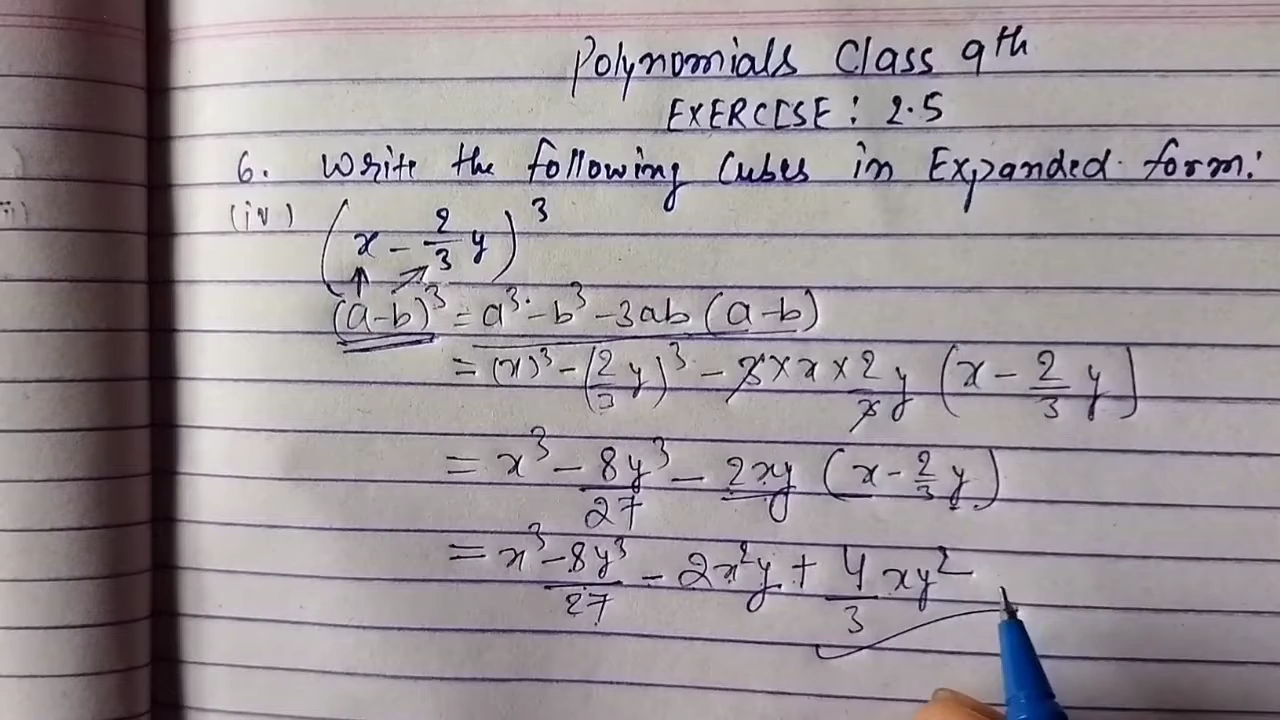 Polynomials Class 9th
EXERCISE: 2.5
6. Write the following Cubes in Expanded form:
(iv) (x - 2/3 y)³
(a-b)³ = a³ - b³ - 3ab (a-b)
= (x)³ - (2/3 y)³ - 3 × x × 2/3 y (x - 2/3 y)
= x³ - 8y³/27 - 2xy (x - 2/3 y)
= x³ - 8y³/27 - 2x²y + 4/3 xy²